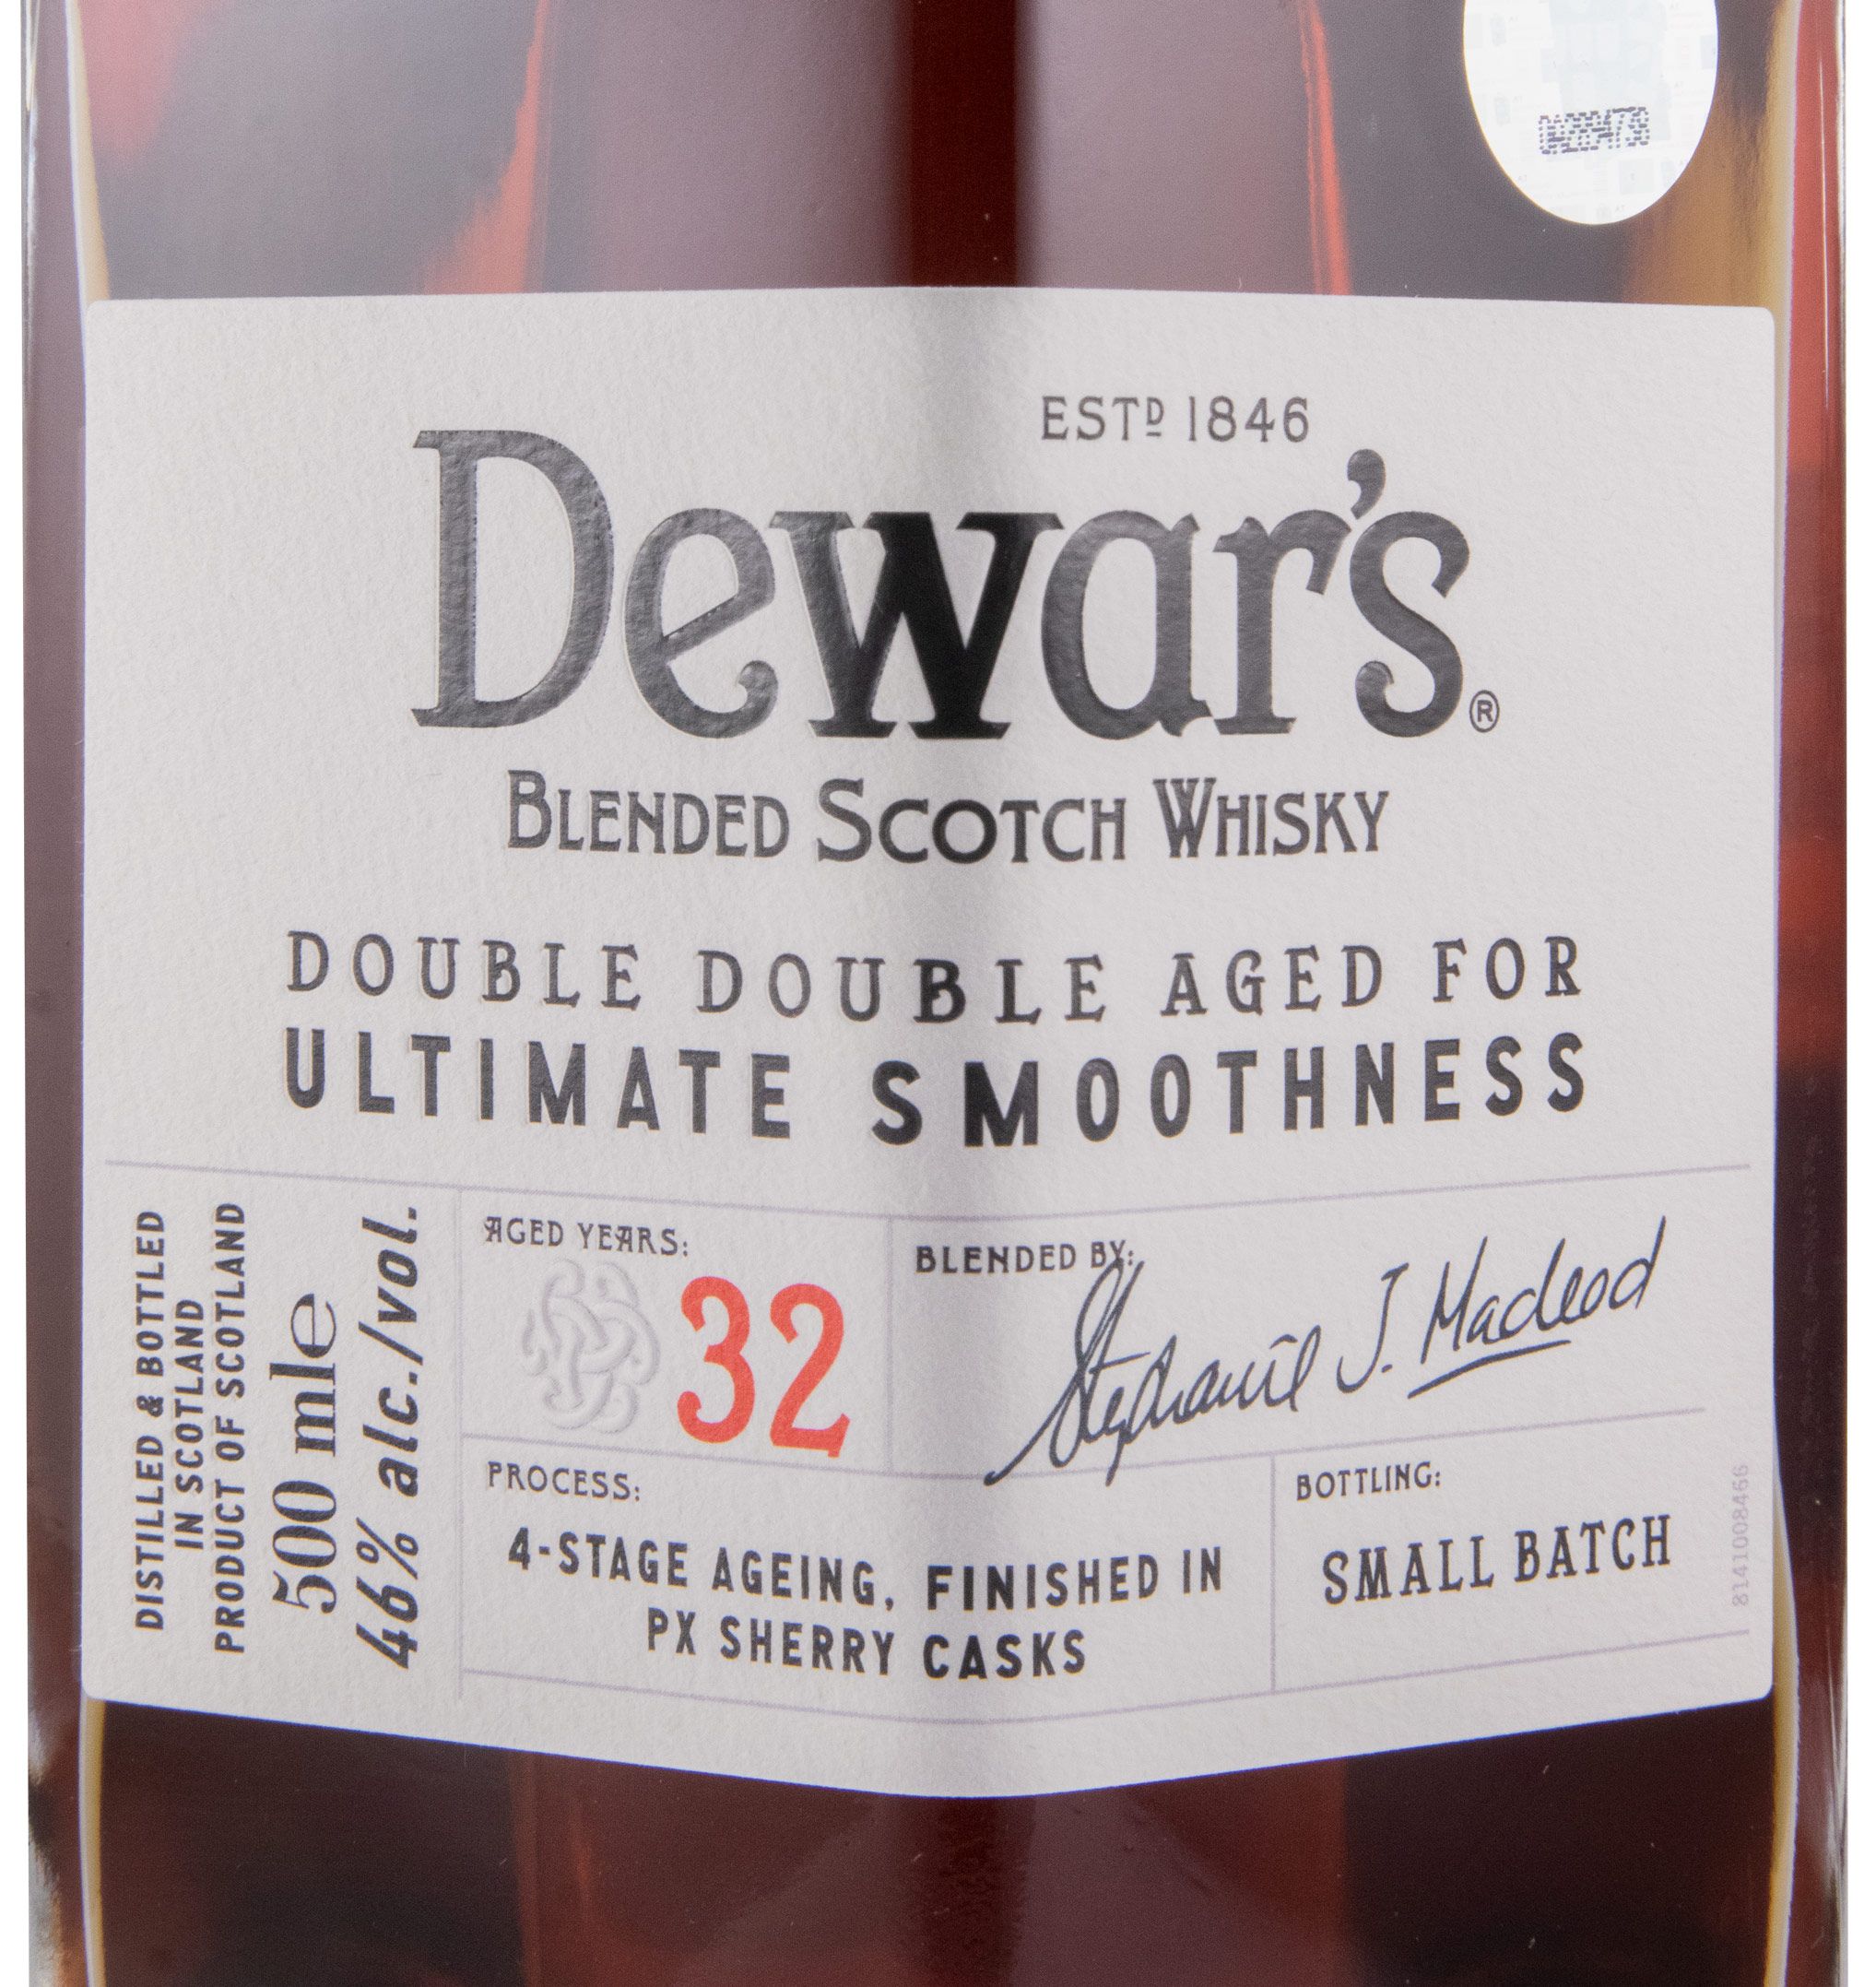 ESTD 1846
Dewar's®
BLENDED SCOTCH WHISKY
DOUBLE DOUBLE AGED FOR
ULTIMATE SMOOTHNESS
DISTILLED & BOTTLED
IN SCOTLAND
PRODUCT OF SCOTLAND
500 mle
46% alc./vol.
AGED YEARS:
32
BLENDED BY:
Stephanie J. Macleod
PROCESS:
4-STAGE AGEING, FINISHED IN
PX SHERRY CASKS
BOTTLING:
SMALL BATCH
8141008466